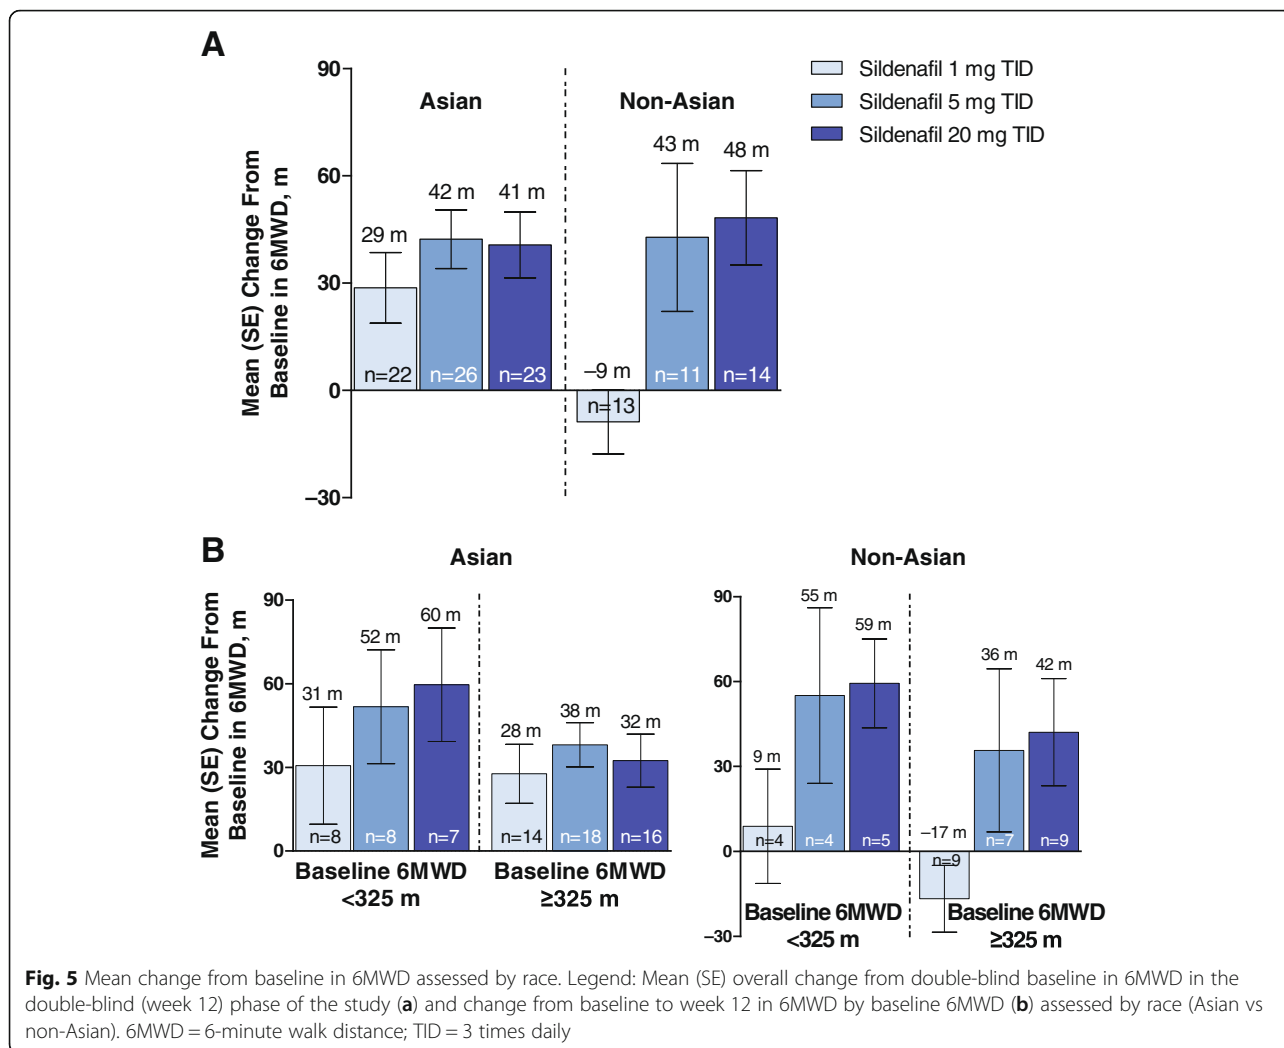 A
Sildenafil 1 mg TID
Sildenafil 5 mg TID
Sildenafil 20 mg TID
Mean (SE) Change From
Baseline in 6MWD, m
90
60
30
0
–30
Asian
Non-Asian
29 m
42 m
41 m
–9 m
43 m
48 m
n=22
n=26
n=23
n=13
n=11
n=14
B
Asian
Mean (SE) Change From
Baseline in 6MWD, m
90
60
30
0
31 m
52 m
60 m
28 m
38 m
32 m
n=8
n=8
n=7
n=14
n=18
n=16
Baseline 6MWD
<325 m
Baseline 6MWD
≥325 m
Non-Asian
90
60
30
0
–30
9 m
55 m
59 m
–17 m
36 m
42 m
n=4
n=4
n=5
n=9
n=7
n=9
Baseline 6MWD
<325 m
Baseline 6MWD
≥325 m
Fig. 5 Mean change from baseline in 6MWD assessed by race. Legend: Mean (SE) overall change from double-blind baseline in 6MWD in the
double-blind (week 12) phase of the study (a) and change from baseline to week 12 in 6MWD by baseline 6MWD (b) assessed by race (Asian vs
non-Asian). 6MWD = 6-minute walk distance; TID = 3 times daily